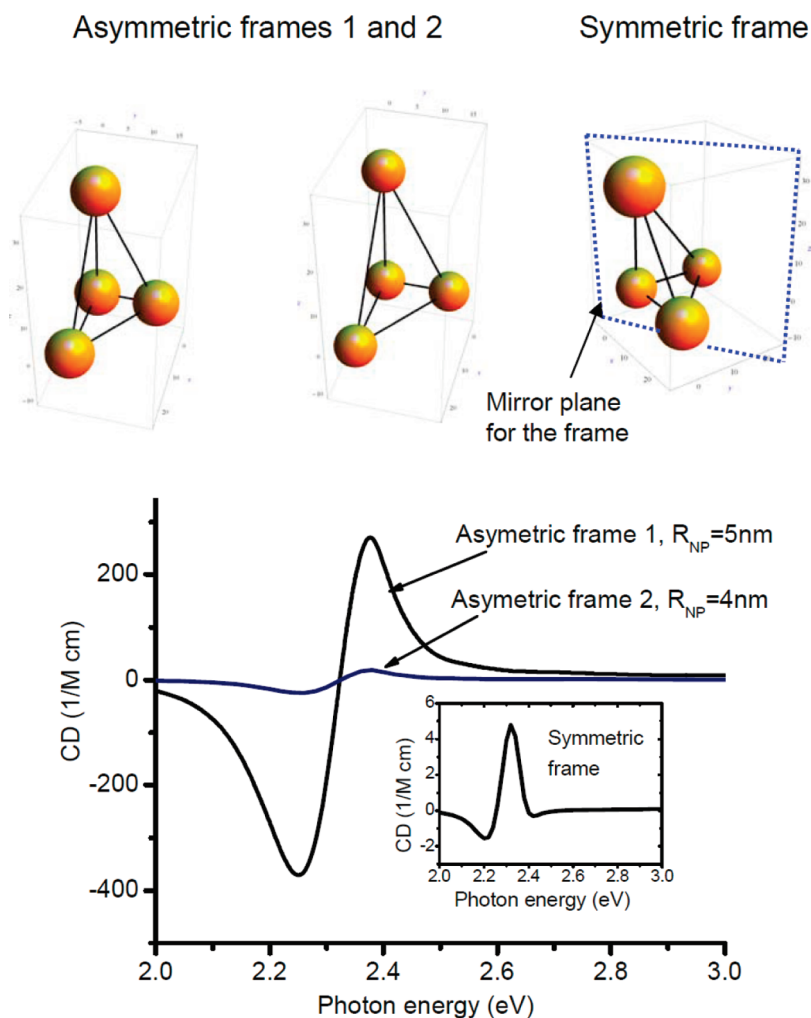 Asymmetric frames 1 and 2
Symmetric frame
Mirror plane
for the frame
Asymetric frame 1, R_NP=5nm
Asymetric frame 2, R_NP=4nm
CD (1/M cm)
200
0
-200
-400
2.0 2.2 2.4 2.6 2.8 3.0
Photon energy (eV)
Symmetric
frame
CD (1/M cm)
6
4
2
0
-2
2.0 2.2 2.4 2.6 2.8 3.0
Photon energy (eV)